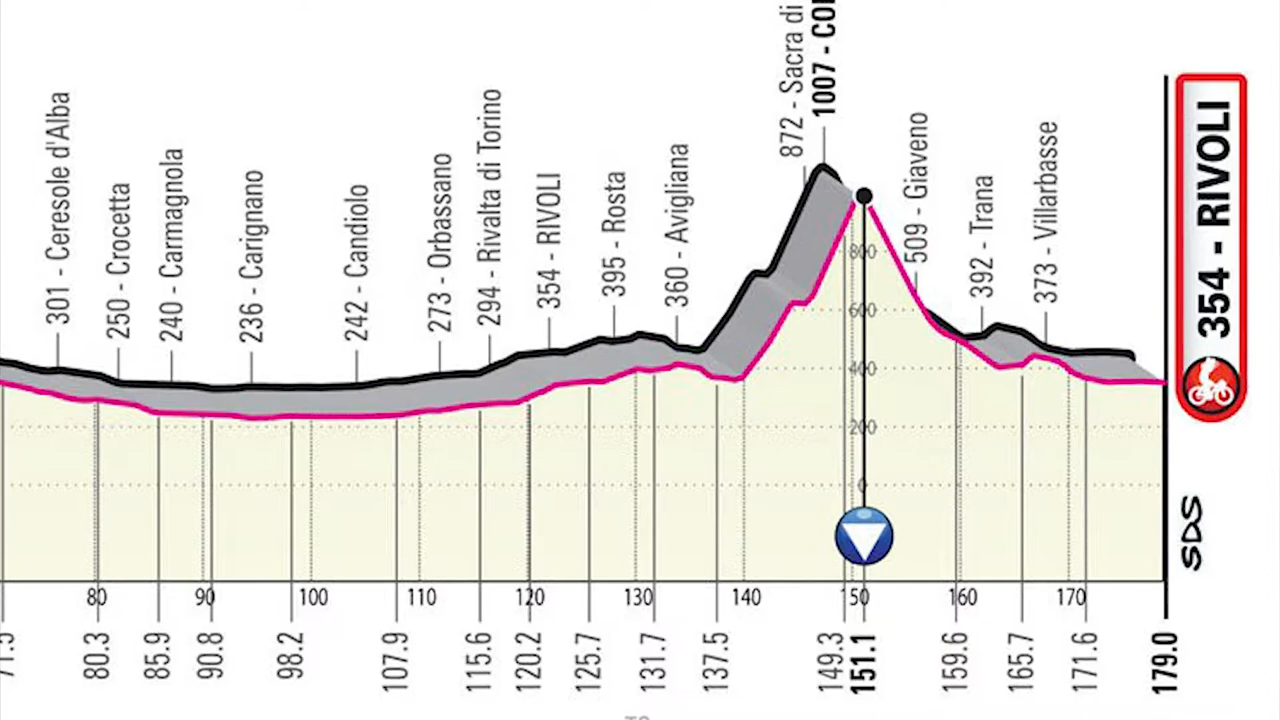 301 - Ceresole d'Alba
250 - Crocetta
240 - Carmagnola
236 - Carignano
242 - Candiolo
273 - Orbassano
294 - Rivalta di Torino
354 - RIVOLI
395 - Rosta
360 - Avigliana
872 - Sacra di
1007 -
509 - Giaveno
392 - Trana
373 - Villarbasse
354 - RIVOLI
800
600
400
200
0
SDS
80
90
100
110
120
130
140
150
160
170
80.3
85.9
90.8
98.2
107.9
115.6
120.2
125.7
131.7
137.5
149.3
151.1
159.6
165.7
171.6
179.0